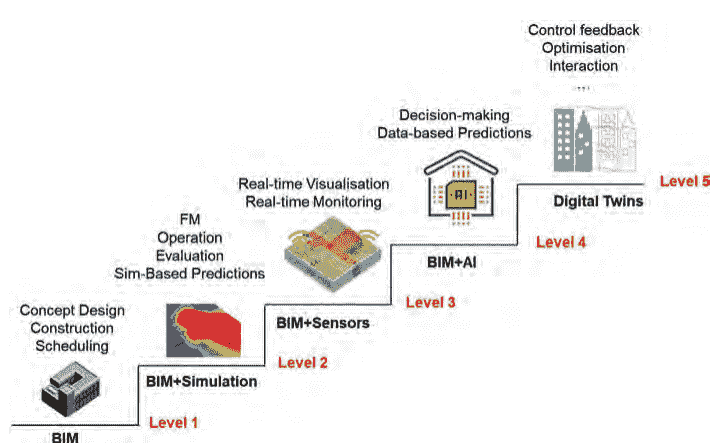 Control feedback
Optimisation
Interaction
....
Decision-making
Data-based Predictions
AI
Level 5
Digital Twins
Real-time Visualisation
Real-time Monitoring
Level 4
BIM+AI
FM
Operation
Evaluation
Sim-Based Predictions
Level 3
BIM+Sensors
Concept Design
Construction
Scheduling
Level 2
BIM+Simulation
Level 1
BIM